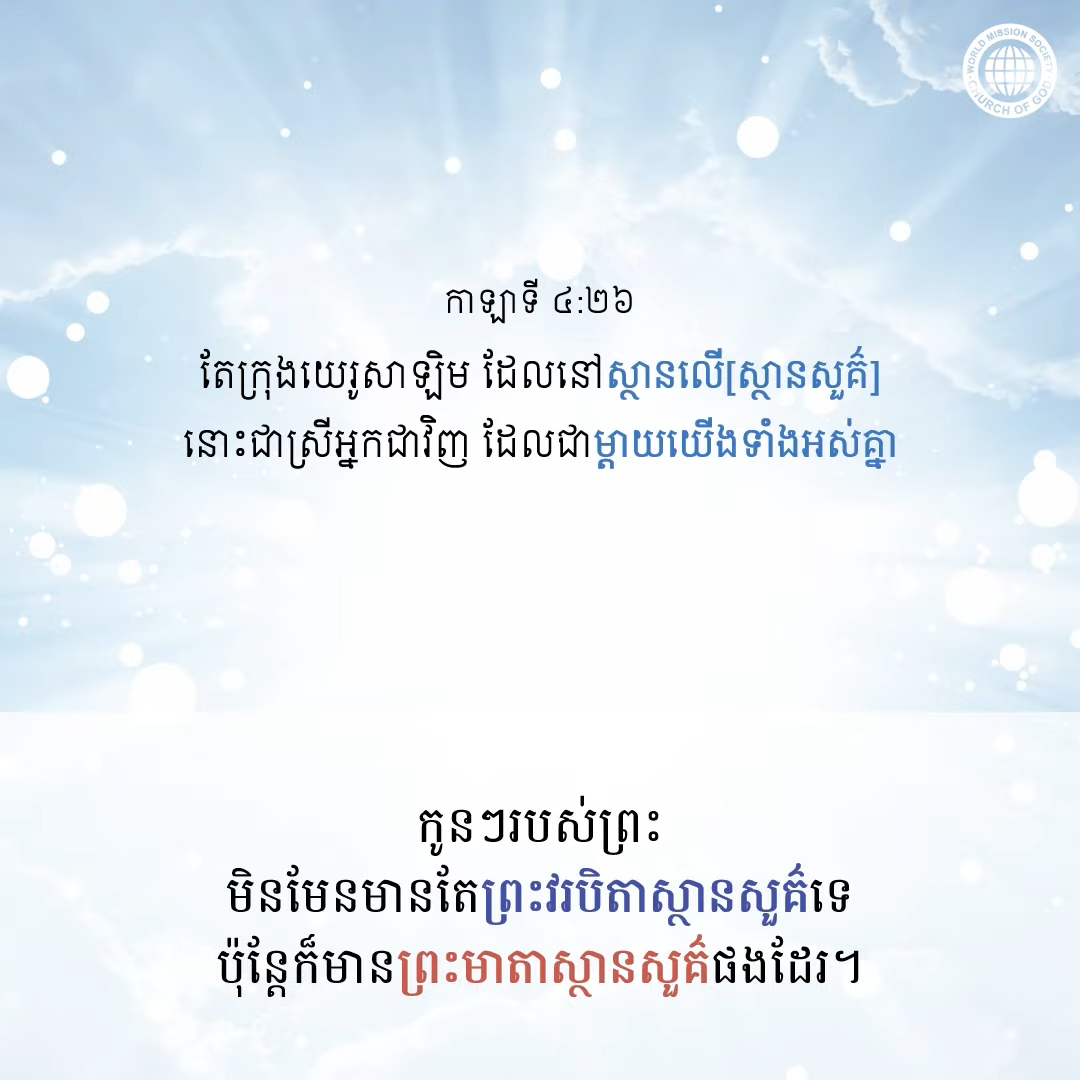 WORLD MISSION SOCIETY CHURCH OF GOD
កាឡាទី ៤:២៦
តែក្រុងយេរូសាឡិម ដែលនៅស្ថានលើ[ស្ថានសួគ៌]
នោះជាស្រីអ្នកជាវិញ ដែលជាម្តាយយើងទាំងអស់គ្នា
កូនៗរបស់ព្រះ
មិនមែនមានតែព្រះវរបិតាស្ថានសួគ៌ទេ
ប៉ុន្តែក៏មានព្រះមាតាស្ថានសួគ៌ផងដែរ។